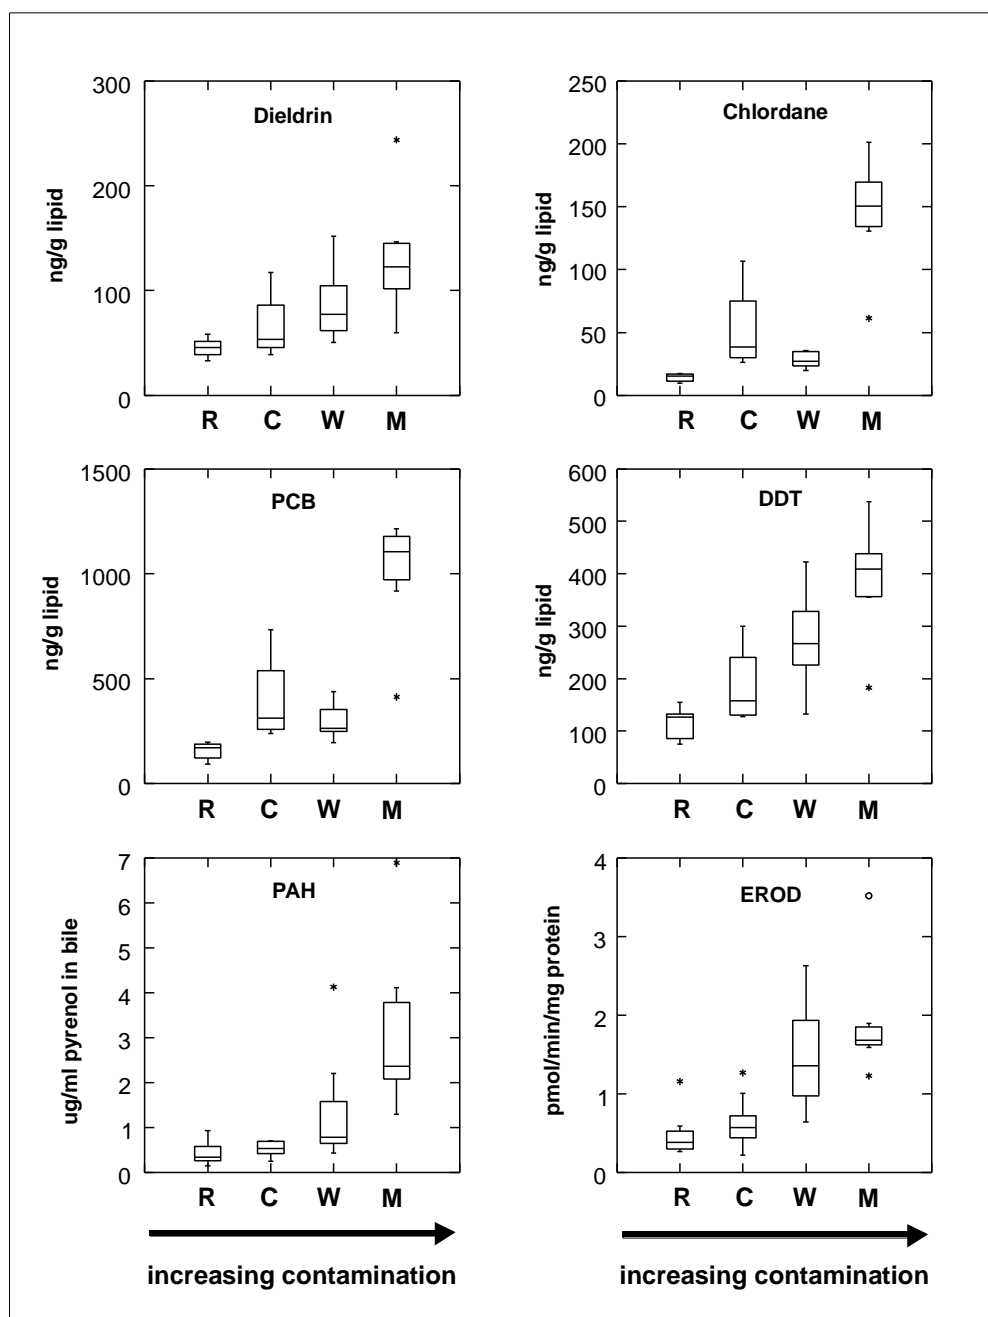 Dieldrin
ng/g lipid
300
200
100
0
R C W M
Chlordane
ng/g lipid
250
200
150
100
50
0
R C W M
PCB
ng/g lipid
1500
1000
500
0
R C W M
DDT
ng/g lipid
600
500
400
300
200
100
0
R C W M
PAH
ug/ml pyrenol in bile
7
6
5
4
3
2
1
0
R C W M
increasing contamination
EROD
pmol/min/mg protein
4
3
2
1
0
R C W M
increasing contamination